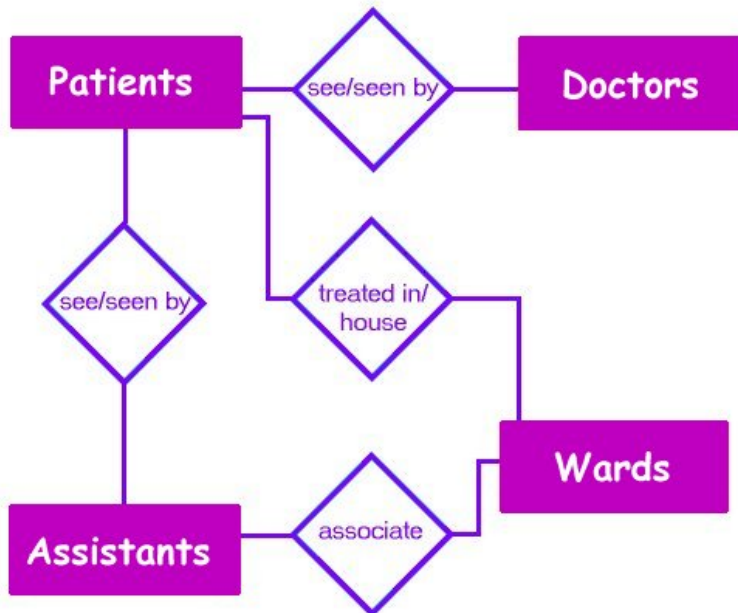 Patients
see/seen by
Doctors
see/seen by
treated in/
house
Wards
Assistants
associate